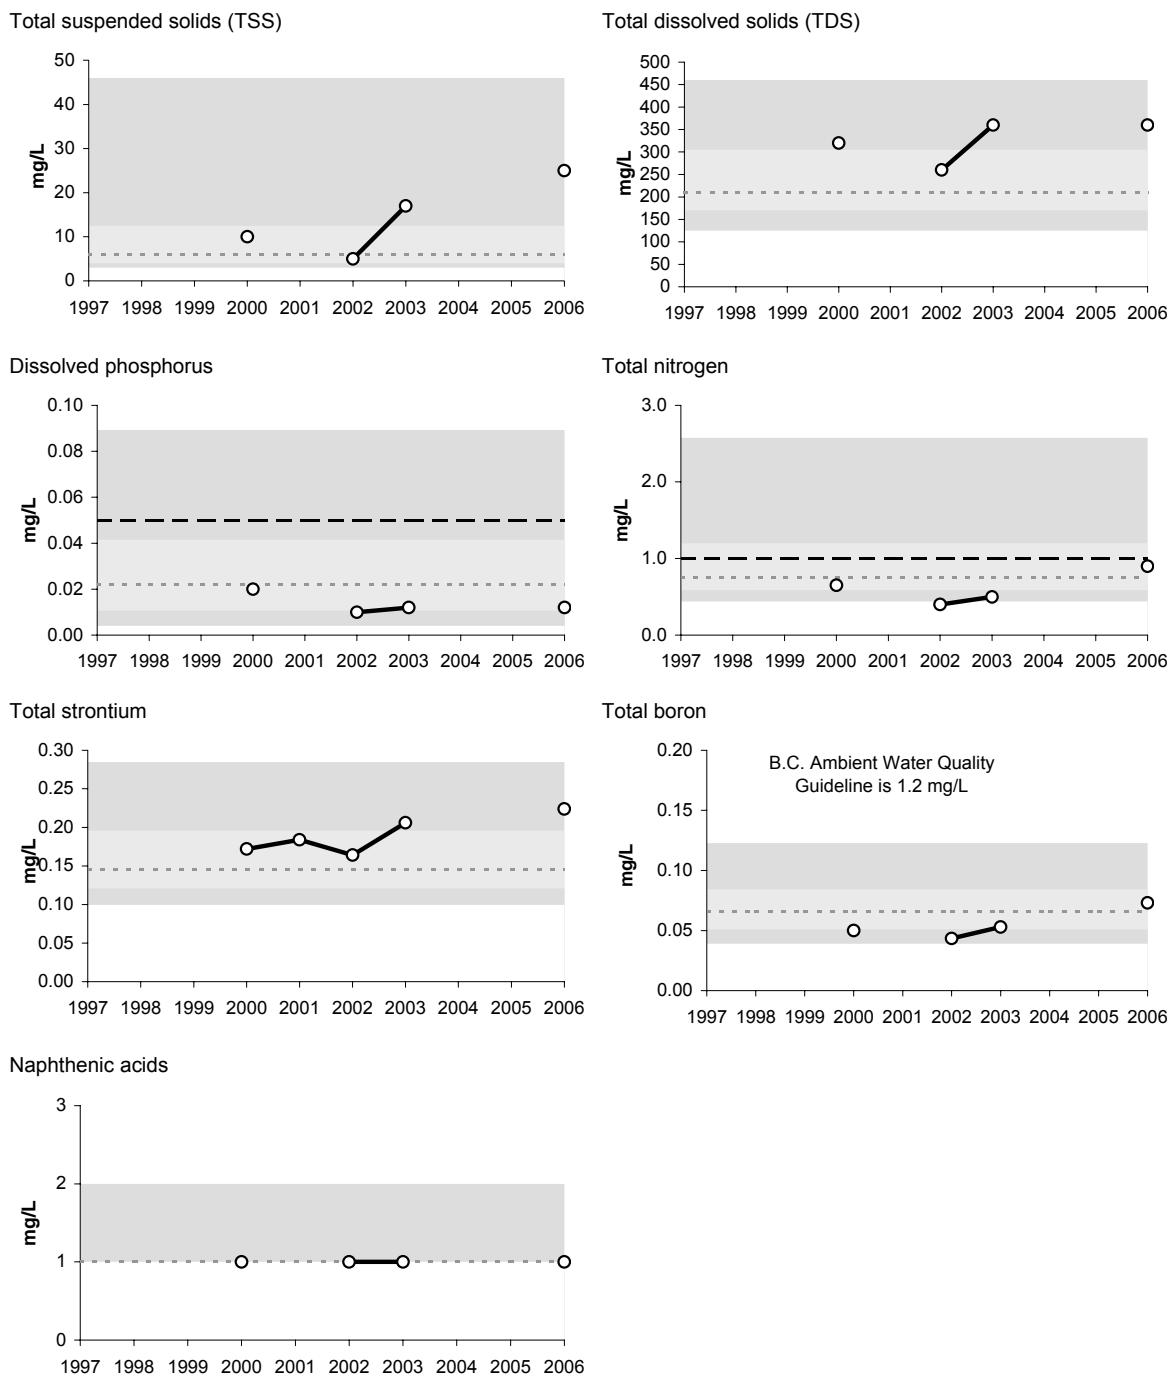 Total suspended solids (TSS)
50
40
30
20
10
0
mg/L
1997 1998 1999 2000 2001 2002 2003 2004 2005 2006
Total dissolved solids (TDS)
500
450
400
350
300
250
200
150
100
50
0
mg/L
1997 1998 1999 2000 2001 2002 2003 2004 2005 2006
Dissolved phosphorus
0.10
0.08
0.06
0.04
0.02
0.00
mg/L
1997 1998 1999 2000 2001 2002 2003 2004 2005 2006
Total nitrogen
3.0
2.0
1.0
0.0
mg/L
1997 1998 1999 2000 2001 2002 2003 2004 2005 2006
Total strontium
0.30
0.25
0.20
0.15
0.10
0.05
0.00
mg/L
1997 1998 1999 2000 2001 2002 2003 2004 2005 2006
Total boron
B.C. Ambient Water Quality
Guideline is 1.2 mg/L
0.20
0.15
0.10
0.05
0.00
mg/L
1997 1998 1999 2000 2001 2002 2003 2004 2005 2006
Naphthenic acids
3
2
1
0
mg/L
1997 1998 1999 2000 2001 2002 2003 2004 2005 2006